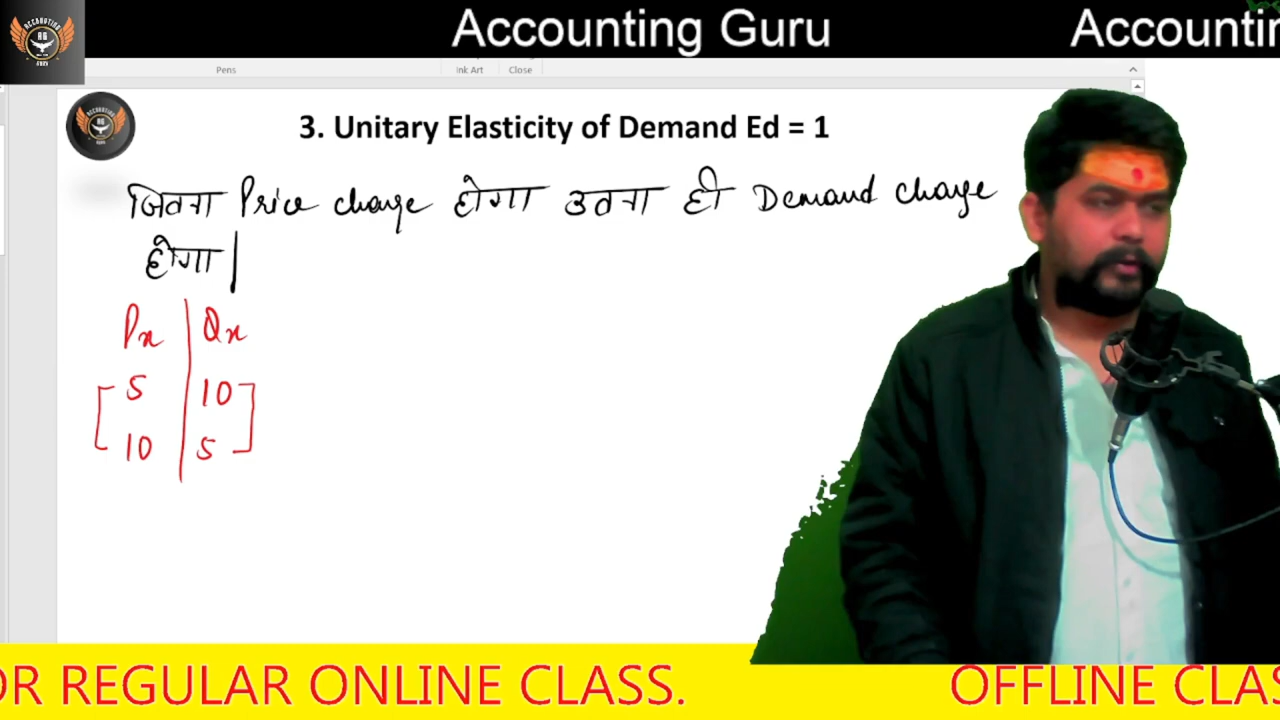 Accounting Guru
Accountin
Pens
Ink Art
Close
3. Unitary Elasticity of Demand Ed = 1
जितना Price change होगा उतना ही Demand change
होगा|
Px | Qx
5 | 10
10 | 5
OR REGULAR ONLINE CLASS.
OFFLINE CLAS